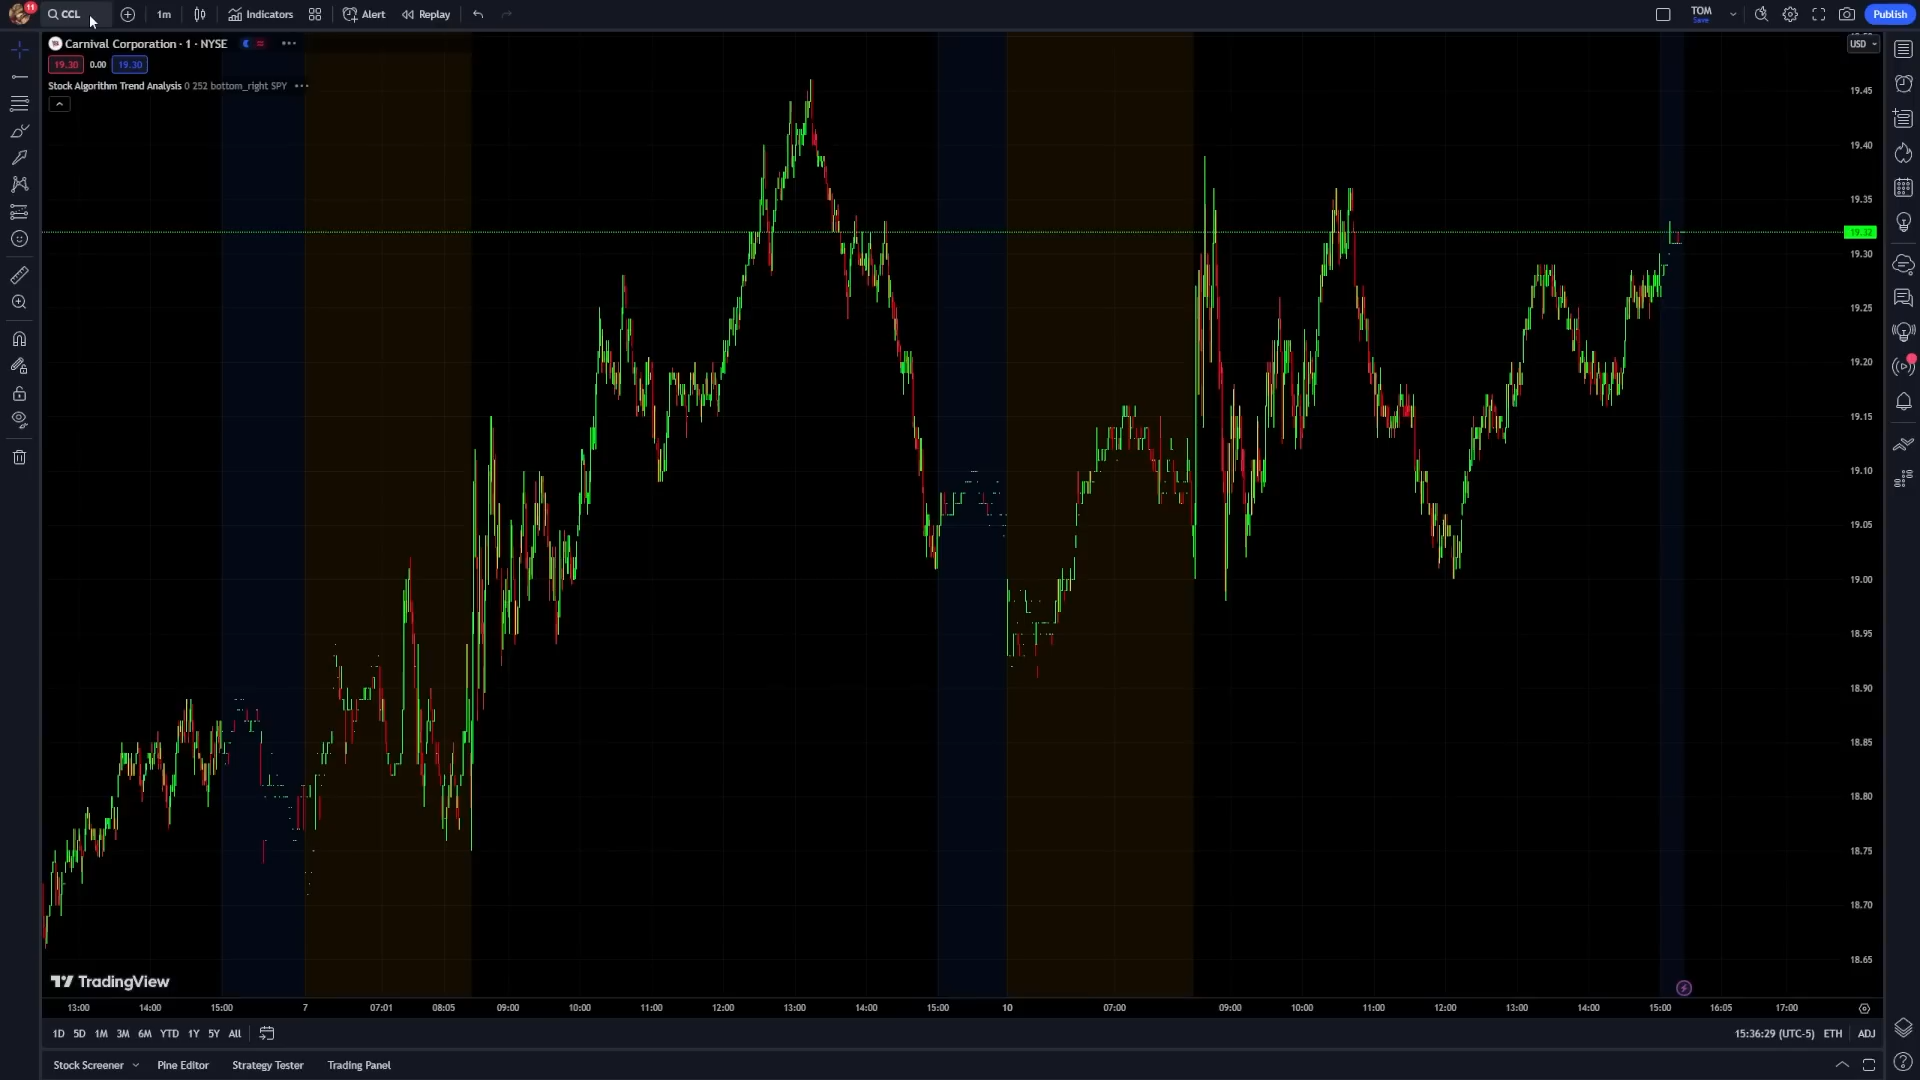 11
CCL
1m
Indicators
Alert
Replay
TOM
Save
Publish
Carnival Corporation · 1 · NYSE
USD
19.30
0.00
19.30
Stock Algorithm Trend Analysis 0 252 bottom_right SPY
19.45
19.40
19.35
19.32
19.30
19.25
19.20
19.15
19.10
19.05
19.00
18.95
18.90
18.85
18.80
18.75
18.70
18.65
TradingView
13:00
14:00
15:00
7
07:01
08:05
09:00
10:00
11:00
12:00
13:00
14:00
15:00
10
07:00
09:00
10:00
11:00
12:00
13:00
14:00
15:00
16:05
17:00
1D
5D
1M
3M
6M
YTD
1Y
5Y
All
15:36:29 (UTC-5)
ETH
ADJ
Stock Screener
Pine Editor
Strategy Tester
Trading Panel